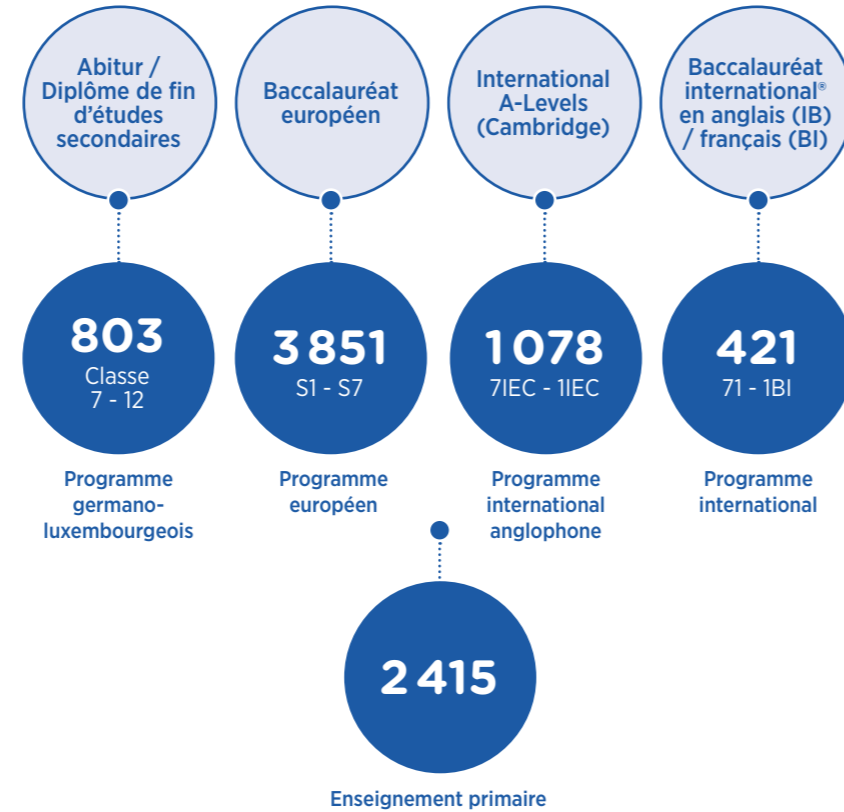 Abitur /
Diplôme de fin
d'études
secondaires
Baccalauréat
européen
International
A-Levels
(Cambridge)
Baccalauréat
international®
en anglais (IB)
/ français (BI)
803
Classe
7 - 12
3 851
S1 - S7
1 078
7IEC - 1IEC
421
71 - 1BI
Programme
germano-
luxembourgeois
Programme
européen
Programme
international
anglophone
Programme
international
2 415
Enseignement primaire